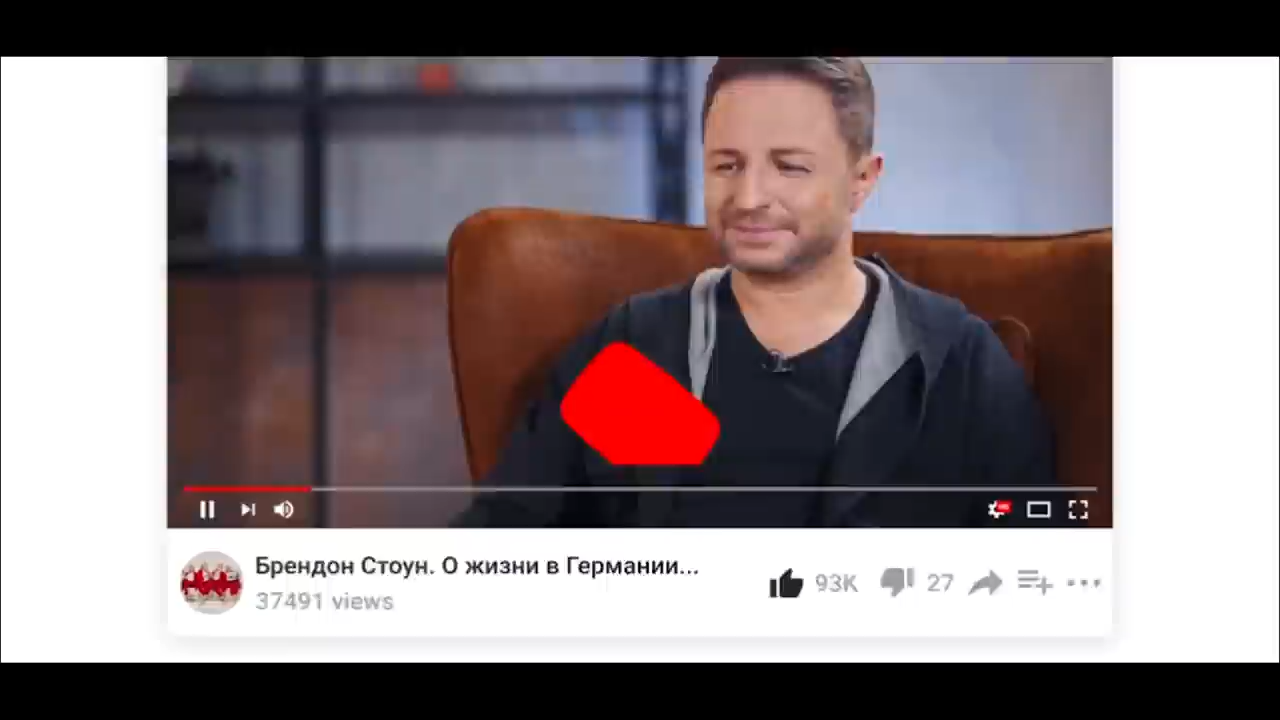 Брендон Стоун. О жизни в Германии...
37491 views
93K
27